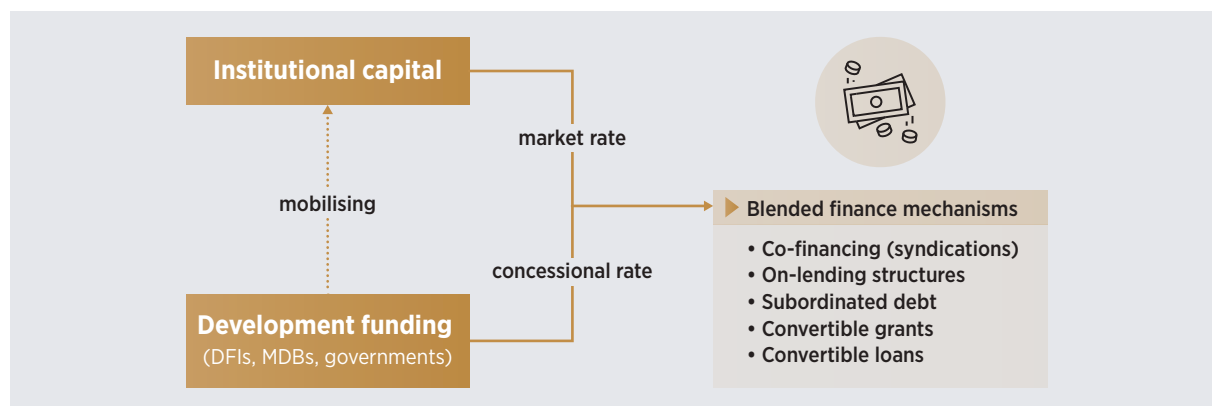 Institutional capital
market rate
mobilising
Blended finance mechanisms
• Co-financing (syndications)
• On-lending structures
• Subordinated debt
• Convertible grants
• Convertible loans
concessional rate
Development funding
(DFIs, MDBs, governments)